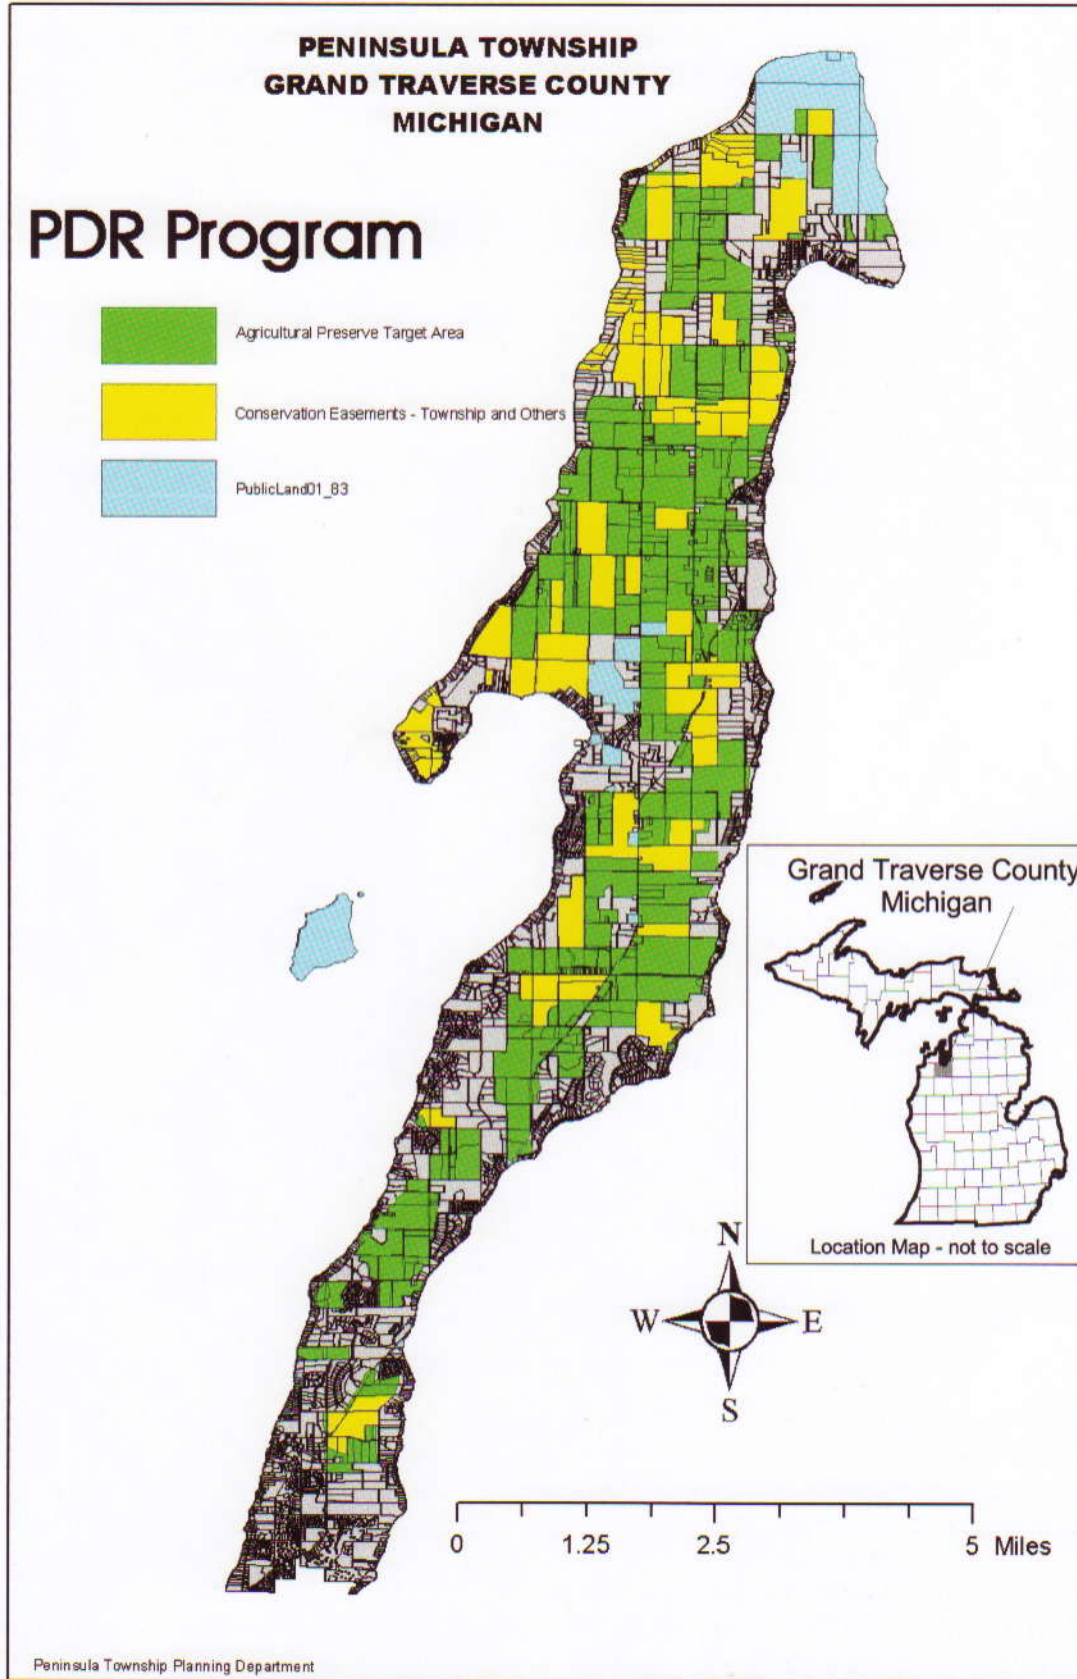 PENINSULA TOWNSHIP
GRAND TRAVERSE COUNTY
MICHIGAN
PDR Program
Agricultural Preserve Target Area
Conservation Easements - Township and Others
PublicLand01_83
Grand Traverse County
Michigan
Location Map - not to scale
N
W E
S
0 1.25 2.5 5 Miles
Peninsula Township Planning Department